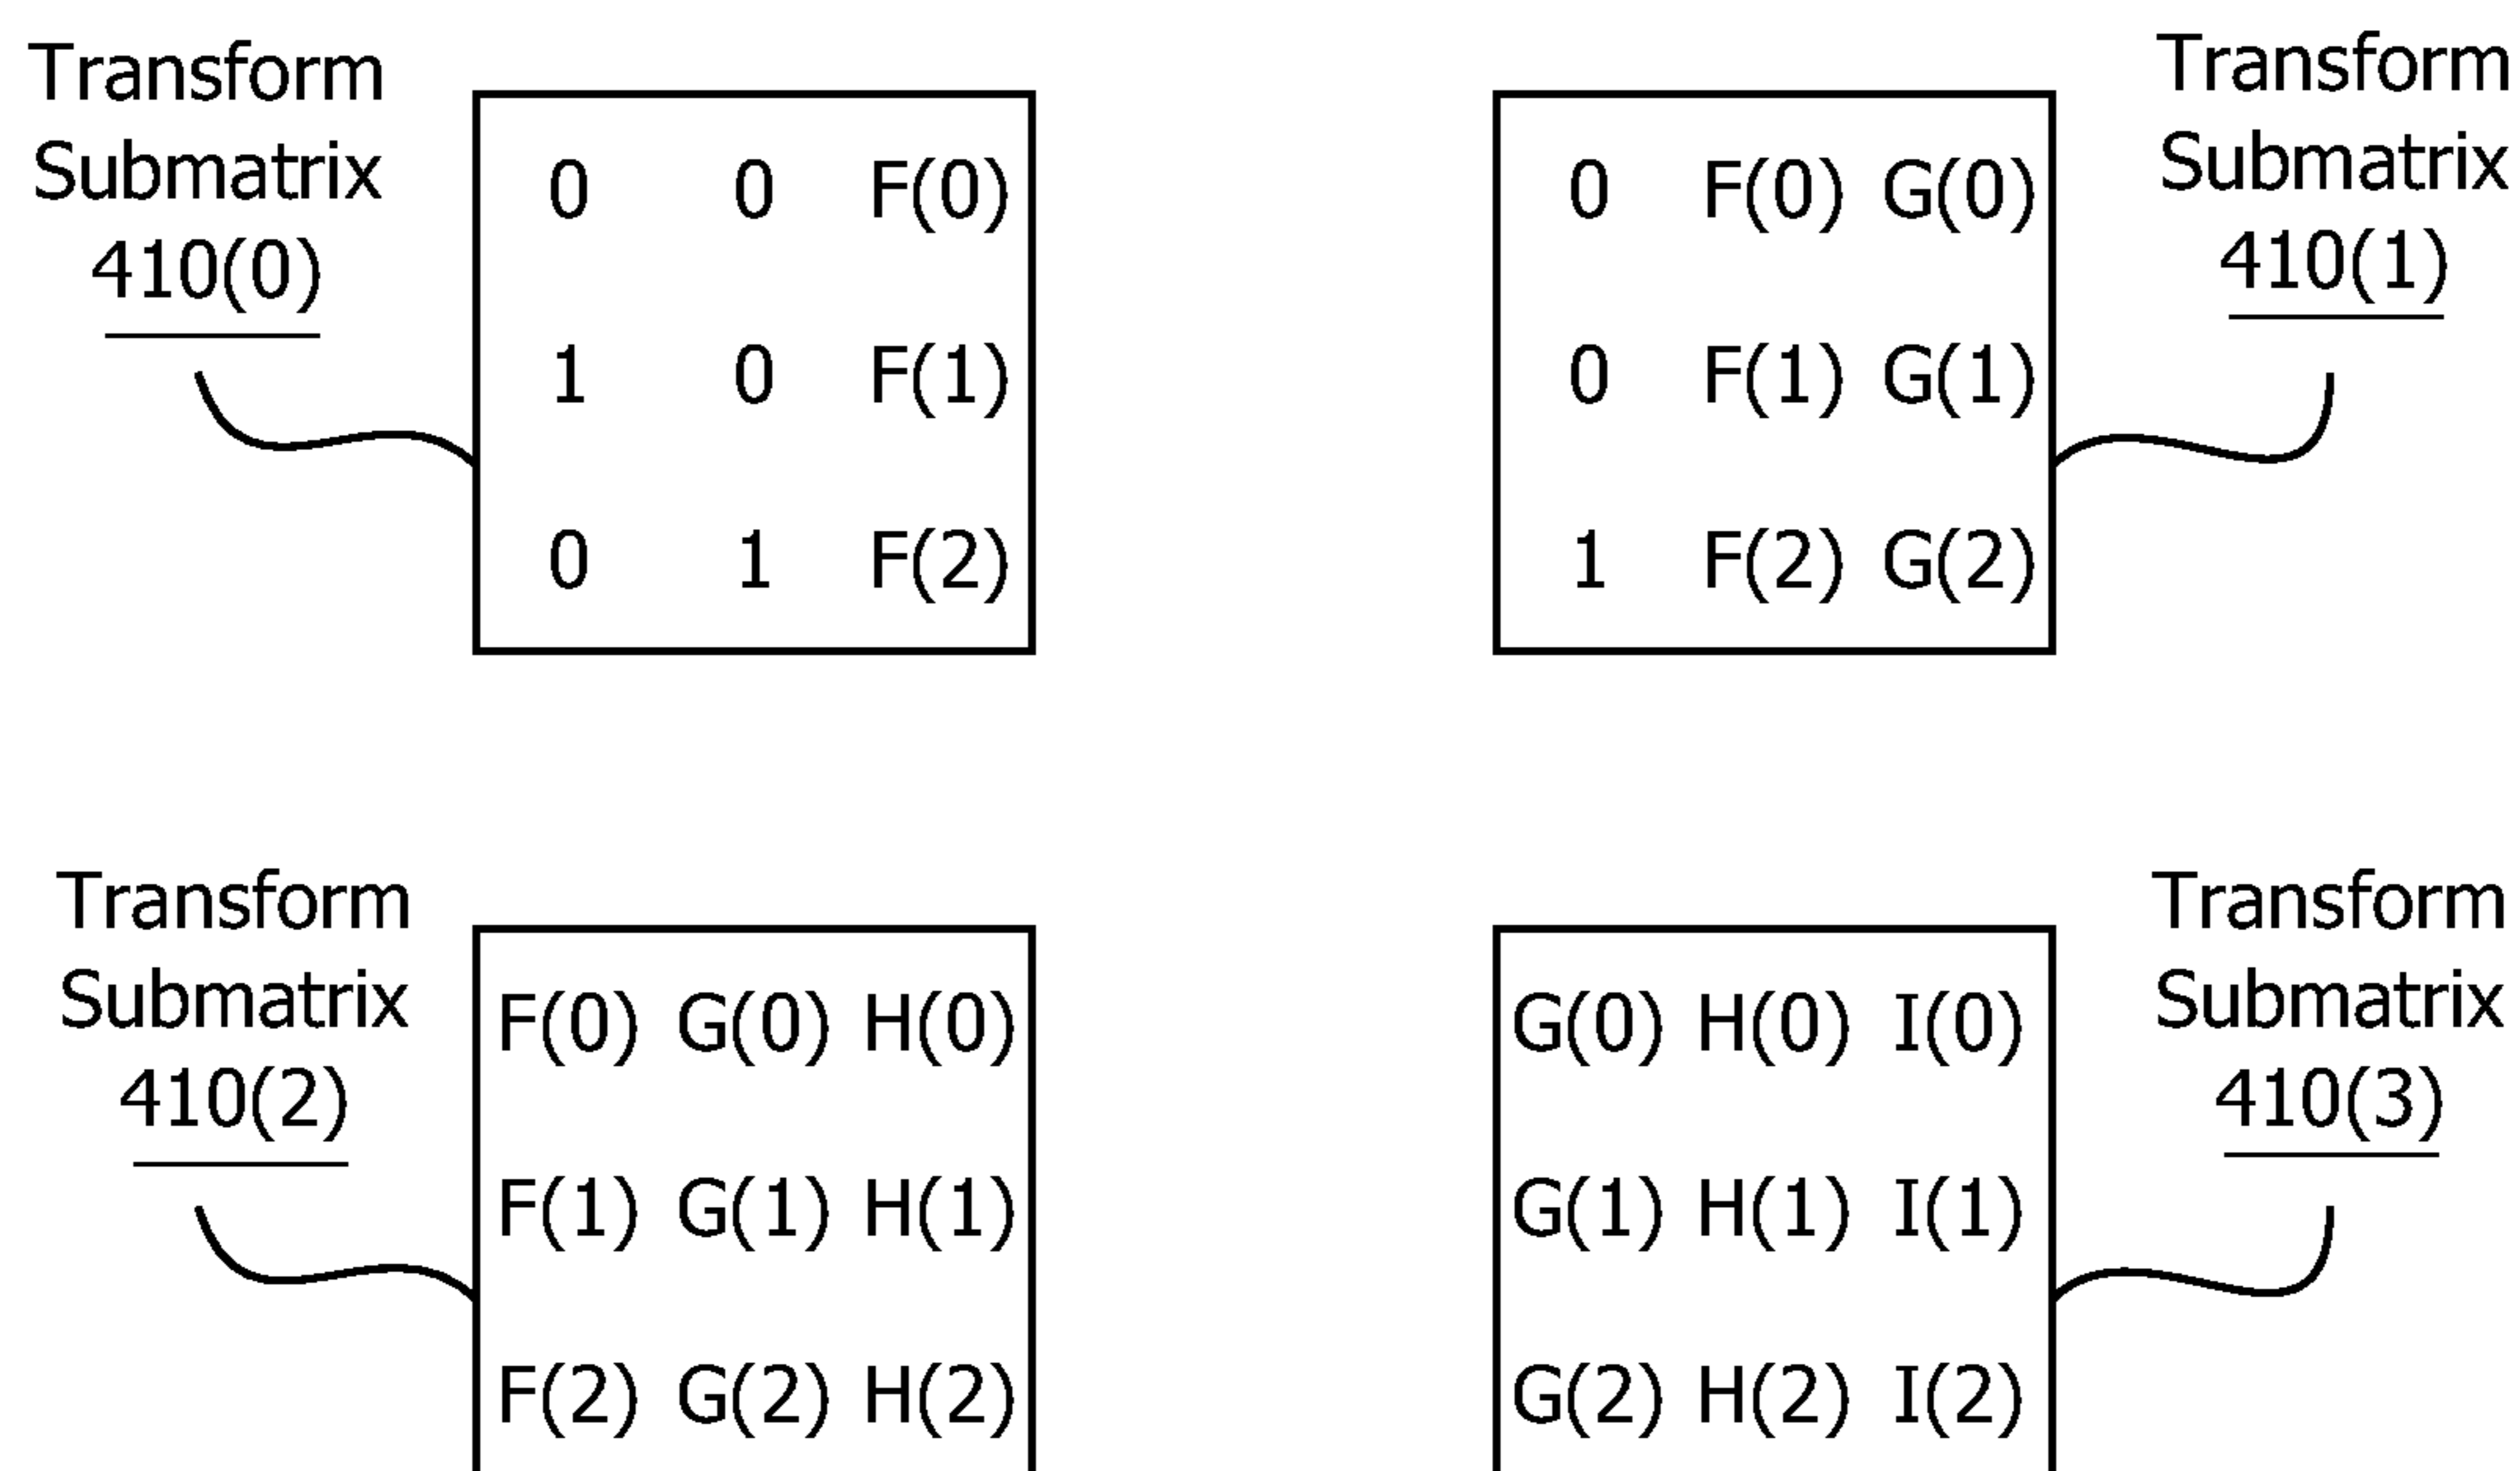 Transform
Submatrix
410(0)
0 0 F(0)
1 0 F(1)
0 1 F(2)
Transform
Submatrix
410(1)
0 F(0) G(0)
0 F(1) G(1)
1 F(2) G(2)
Transform
Submatrix
410(2)
F(0) G(0) H(0)
F(1) G(1) H(1)
F(2) G(2) H(2)
Transform
Submatrix
410(3)
G(0) H(0) I(0)
G(1) H(1) I(1)
G(2) H(2) I(2)